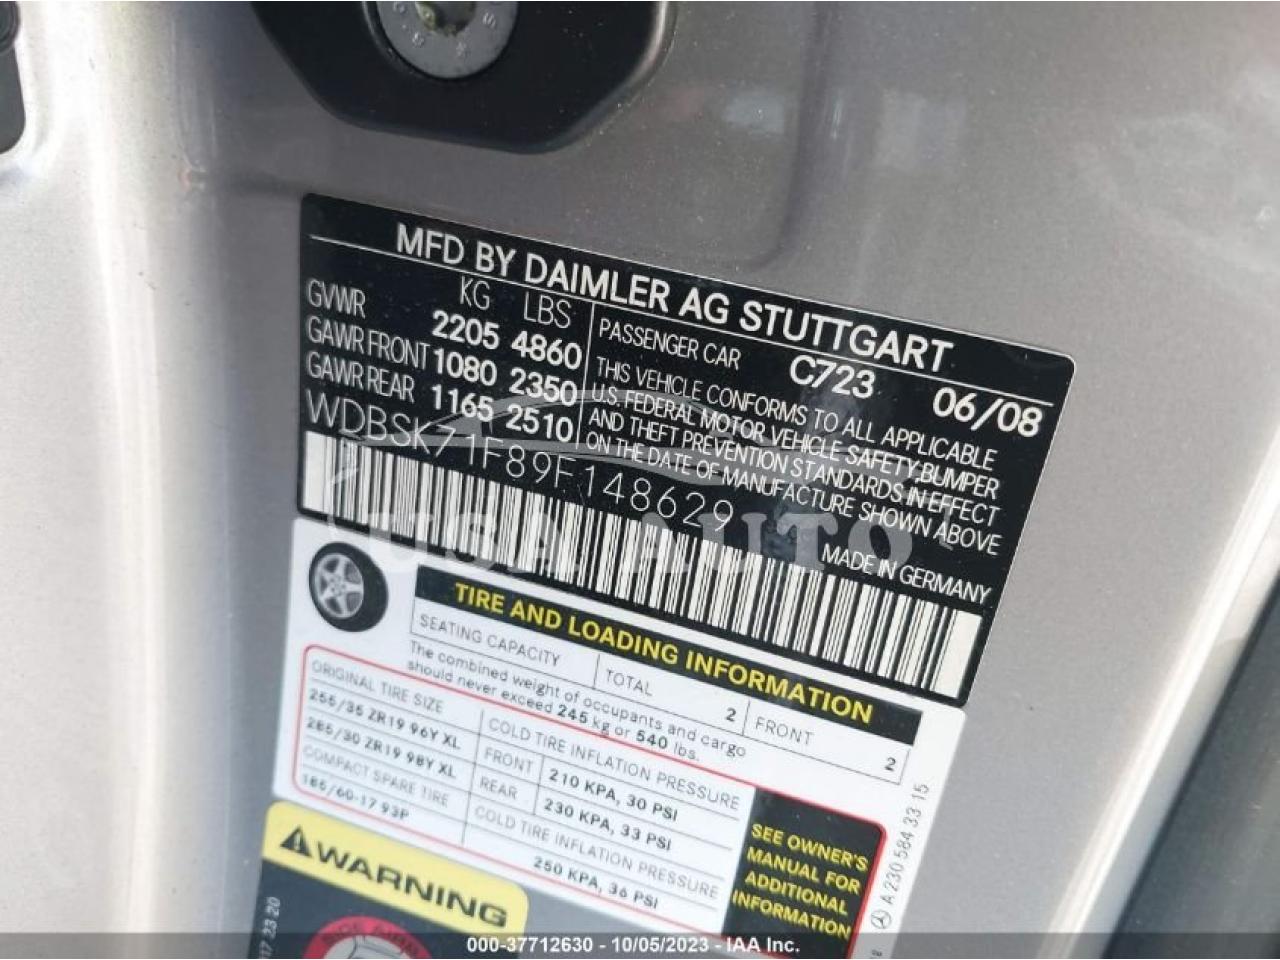 MFD BY DAIMLER AG STUTTGART
KG LBS
GVWR 2205 4860
GAWR FRONT 1080 2350
GAWR REAR 1165 2510
PASSENGER CAR C723 06/08
THIS VEHICLE CONFORMS TO ALL APPLICABLE
U.S. FEDERAL MOTOR VEHICLE SAFETY, BUMPER
AND THEFT PREVENTION STANDARDS IN EFFECT
ON THE DATE OF MANUFACTURE SHOWN ABOVE
WDBSK71F89F148629
MADE IN GERMANY
USA AUTO
TIRE AND LOADING INFORMATION
SEATING CAPACITY TOTAL 2 FRONT 2
The combined weight of occupants and cargo
should never exceed 245 kg or 540 lbs.
ORIGINAL TIRE SIZE COLD TIRE INFLATION PRESSURE
255/35 ZR19 96Y XL FRONT 210 KPA, 30 PSI
285/30 ZR19 98Y XL REAR 230 KPA, 33 PSI
COMPACT SPARE TIRE COLD TIRE INFLATION PRESSURE
185/60-17 93P 250 KPA, 36 PSI
SEE OWNER'S
MANUAL FOR
ADDITIONAL
INFORMATION
A 230 584 33 15
WARNING
17 23 20
000-37712630 - 10/05/2023 - IAA Inc.